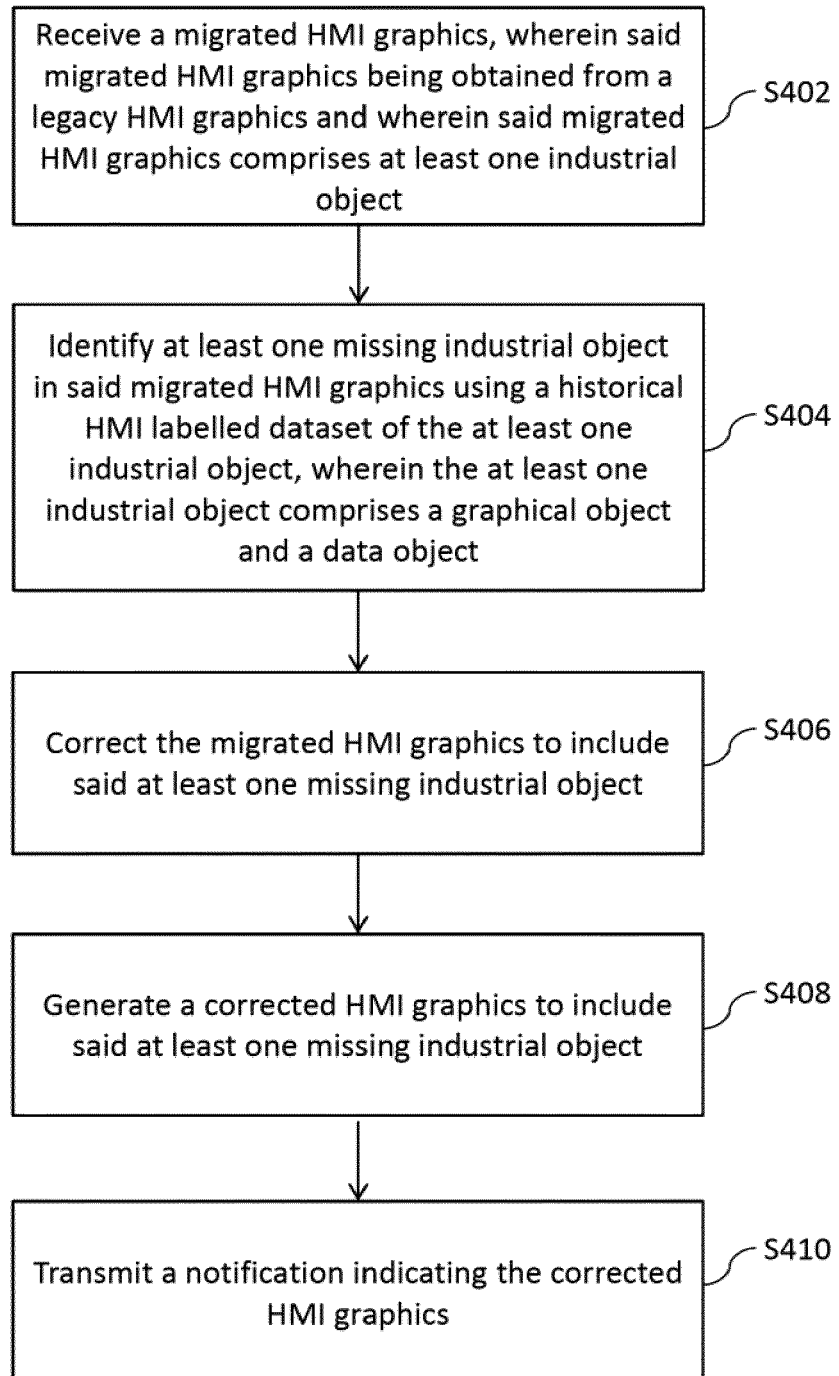 Receive a migrated HMI graphics, wherein said
migrated HMI graphics being obtained from a
legacy HMI graphics and wherein said migrated
HMI graphics comprises at least one industrial
object
S402
Identify at least one missing industrial object
in said migrated HMI graphics using a historical
HMI labelled dataset of the at least one
industrial object, wherein the at least one
industrial object comprises a graphical object
and a data object
S404
Correct the migrated HMI graphics to include
said at least one missing industrial object
S406
Generate a corrected HMI graphics to include
said at least one missing industrial object
S408
Transmit a notification indicating the corrected
HMI graphics
S410